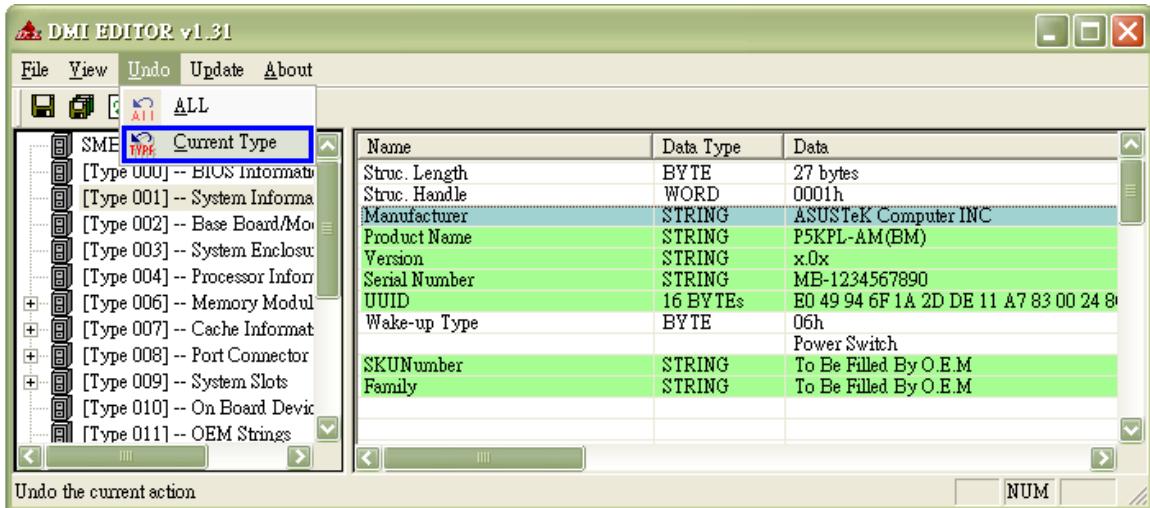 DMI EDITOR v1.31
File View Undo Update About
ALL
Current Type
SME
[Type 000] -- BIOS Informati
[Type 001] -- System Informa
[Type 002] -- Base Board/Mo
[Type 003] -- System Enclosu
[Type 004] -- Processor Inform
[Type 006] -- Memory Modul
[Type 007] -- Cache Informat
[Type 008] -- Port Connector
[Type 009] -- System Slots
[Type 010] -- On Board Devic
[Type 011] -- OEM Strings
Name Data Type Data
Struc. Length BYTE 27 bytes
Struc. Handle WORD 0001h
Manufacturer STRING ASUSTeK Computer INC
Product Name STRING P5KPL-AM(BM)
Version STRING x.0x
Serial Number STRING MB-1234567890
UUID 16 BYTEs E0 49 94 6F 1A 2D DE 11 A7 83 00 24 8
Wake-up Type BYTE 06h
Power Switch
SKUNumber STRING To Be Filled By O.E.M
Family STRING To Be Filled By O.E.M
Undo the current action
NUM